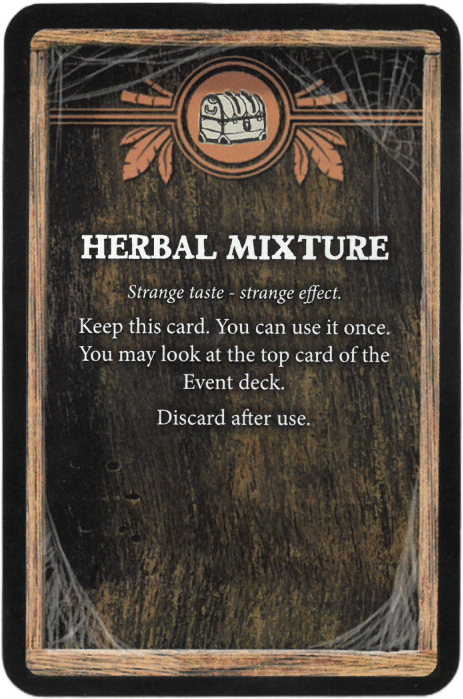 HERBAL MIXTURE
Strange taste - strange effect.
Keep this card. You can use it once.
You may look at the top card of the
Event deck.
Discard after use.